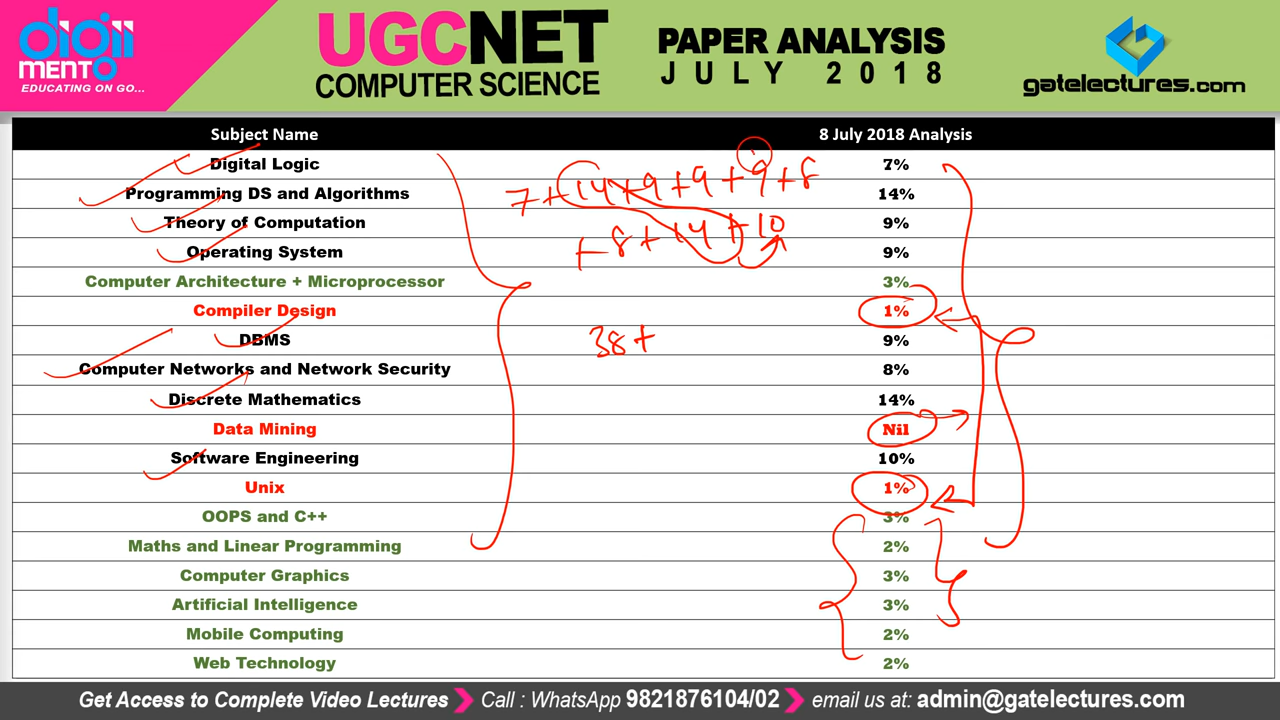 digii
MENTO
EDUCATING ON GO...
UGCNET
COMPUTER SCIENCE
PAPER ANALYSIS
JULY 2018
gatelectures.com
Subject Name 8 July 2018 Analysis
Digital Logic 7%
Programming DS and Algorithms 14%
Theory of Computation 9%
Operating System 9%
Computer Architecture + Microprocessor 3%
Compiler Design 1%
DBMS 9%
Computer Networks and Network Security 8%
Discrete Mathematics 14%
Data Mining Nil
Software Engineering 10%
Unix 1%
OOPS and C++ 3%
Maths and Linear Programming 2%
Computer Graphics 3%
Artificial Intelligence 3%
Mobile Computing 2%
Web Technology 2%
7+14+9+9+9+8
+8+14+10
38+
Get Access to Complete Video Lectures Call : WhatsApp 9821876104/02 email us at: admin@gatelectures.com